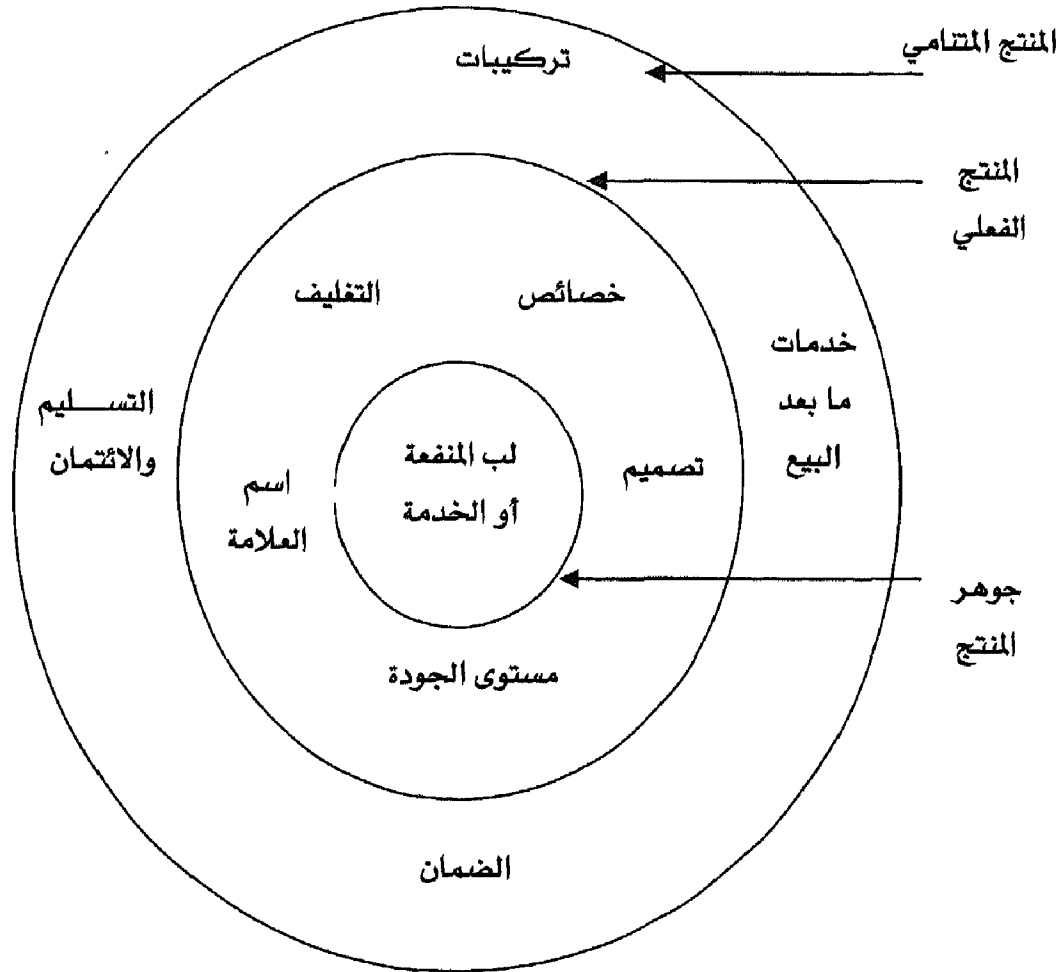 المنتج المتنامي
تركيبات
المنتج
الفعلي
خصائص
التغليف
خدمات
ما بعد
البيع
التســـليم
والائتمان
لب المنفعة
أو الخدمة
تصميم
اسم
العلامة
جوهر
المنتج
مستوى الجودة
الضمان